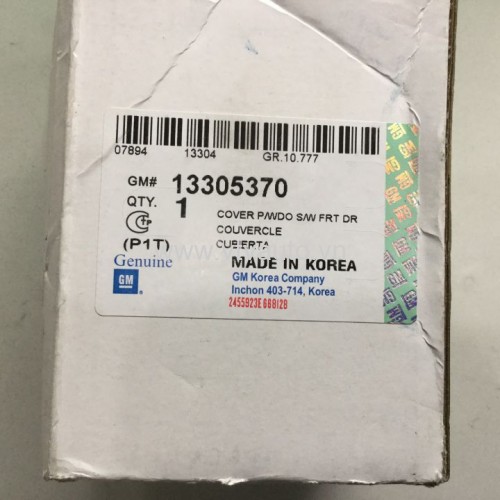 07894 13304 GR.10.777
GM# 13305370
QTY. 1 COVER P/WDO S/W FRT DR
COUVERCLE
(P1T) CUBIERTA
Genuine MADE IN KOREA
GM GM Korea Company
Inchon 403-714, Korea
2455923E668128